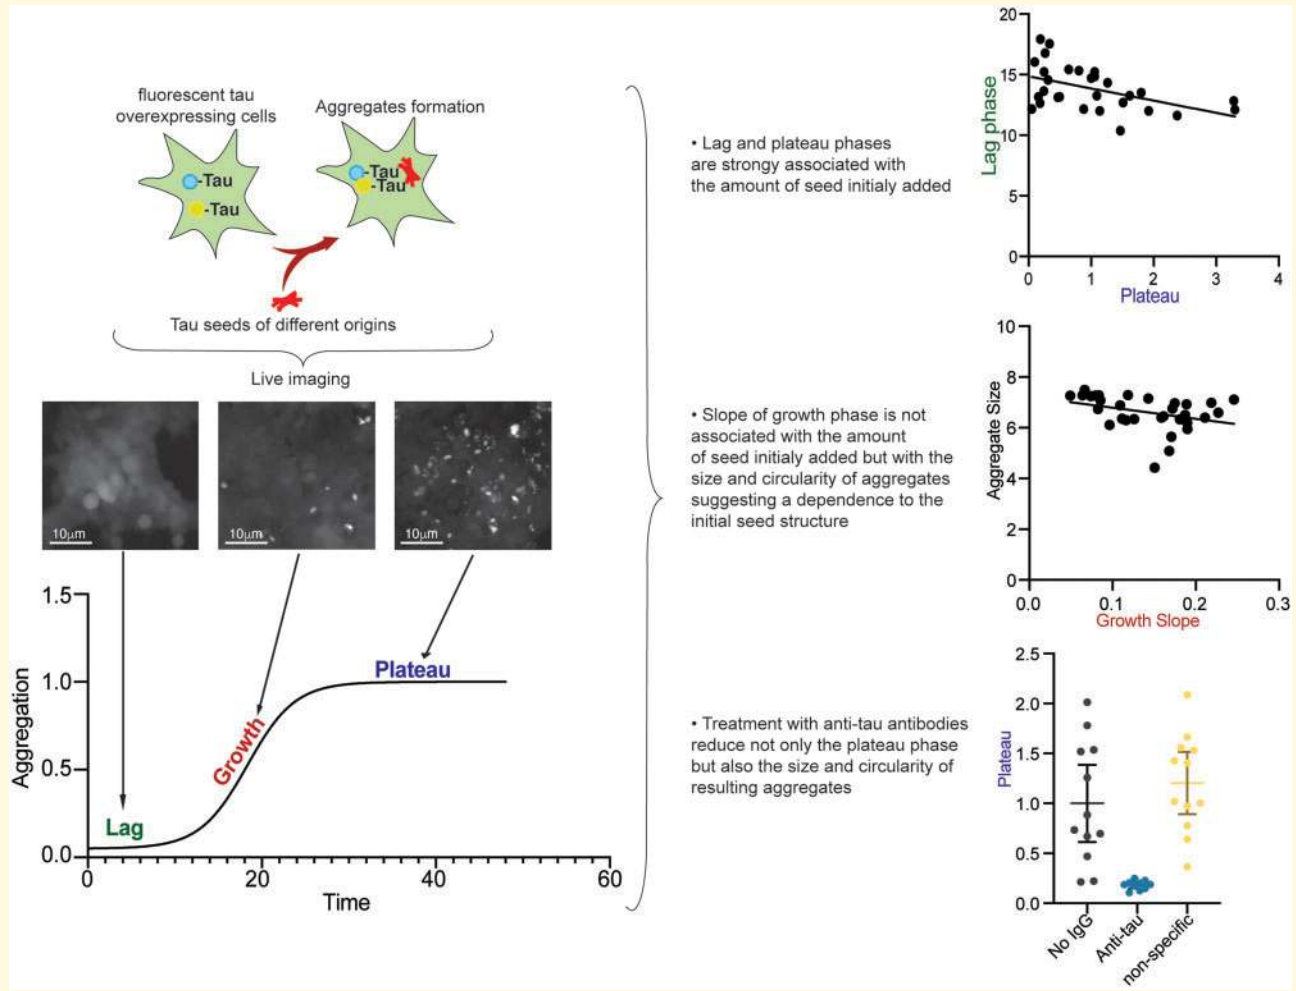 fluorescent tau
overexpressing cells
Aggregates formation
-Tau
-Tau
-Tau
-Tau
Tau seeds of different origins
Live imaging
10μm
10μm
10μm
Aggregation
1.5
1.0
0.5
0.0
Lag
Growth
Plateau
0
20
40
60
Time
• Lag and plateau phases
are strongly associated with
the amount of seed initialy added
• Slope of growth phase is not
associated with the amount
of seed initialy added but with the
size and circularity of aggregates
suggesting a dependence to the
initial seed structure
• Treatment with anti-tau antibodies
reduce not only the plateau phase
but also the size and circularity of
resulting aggregates
Lag phase
20
15
10
5
0
0
1
2
3
4
Plateau
Aggregate Size
10
8
6
4
2
0
0.0
0.1
0.2
0.3
Growth Slope
Plateau
2.5
2.0
1.5
1.0
0.5
0.0
No IgG
Anti-tau
non-specific